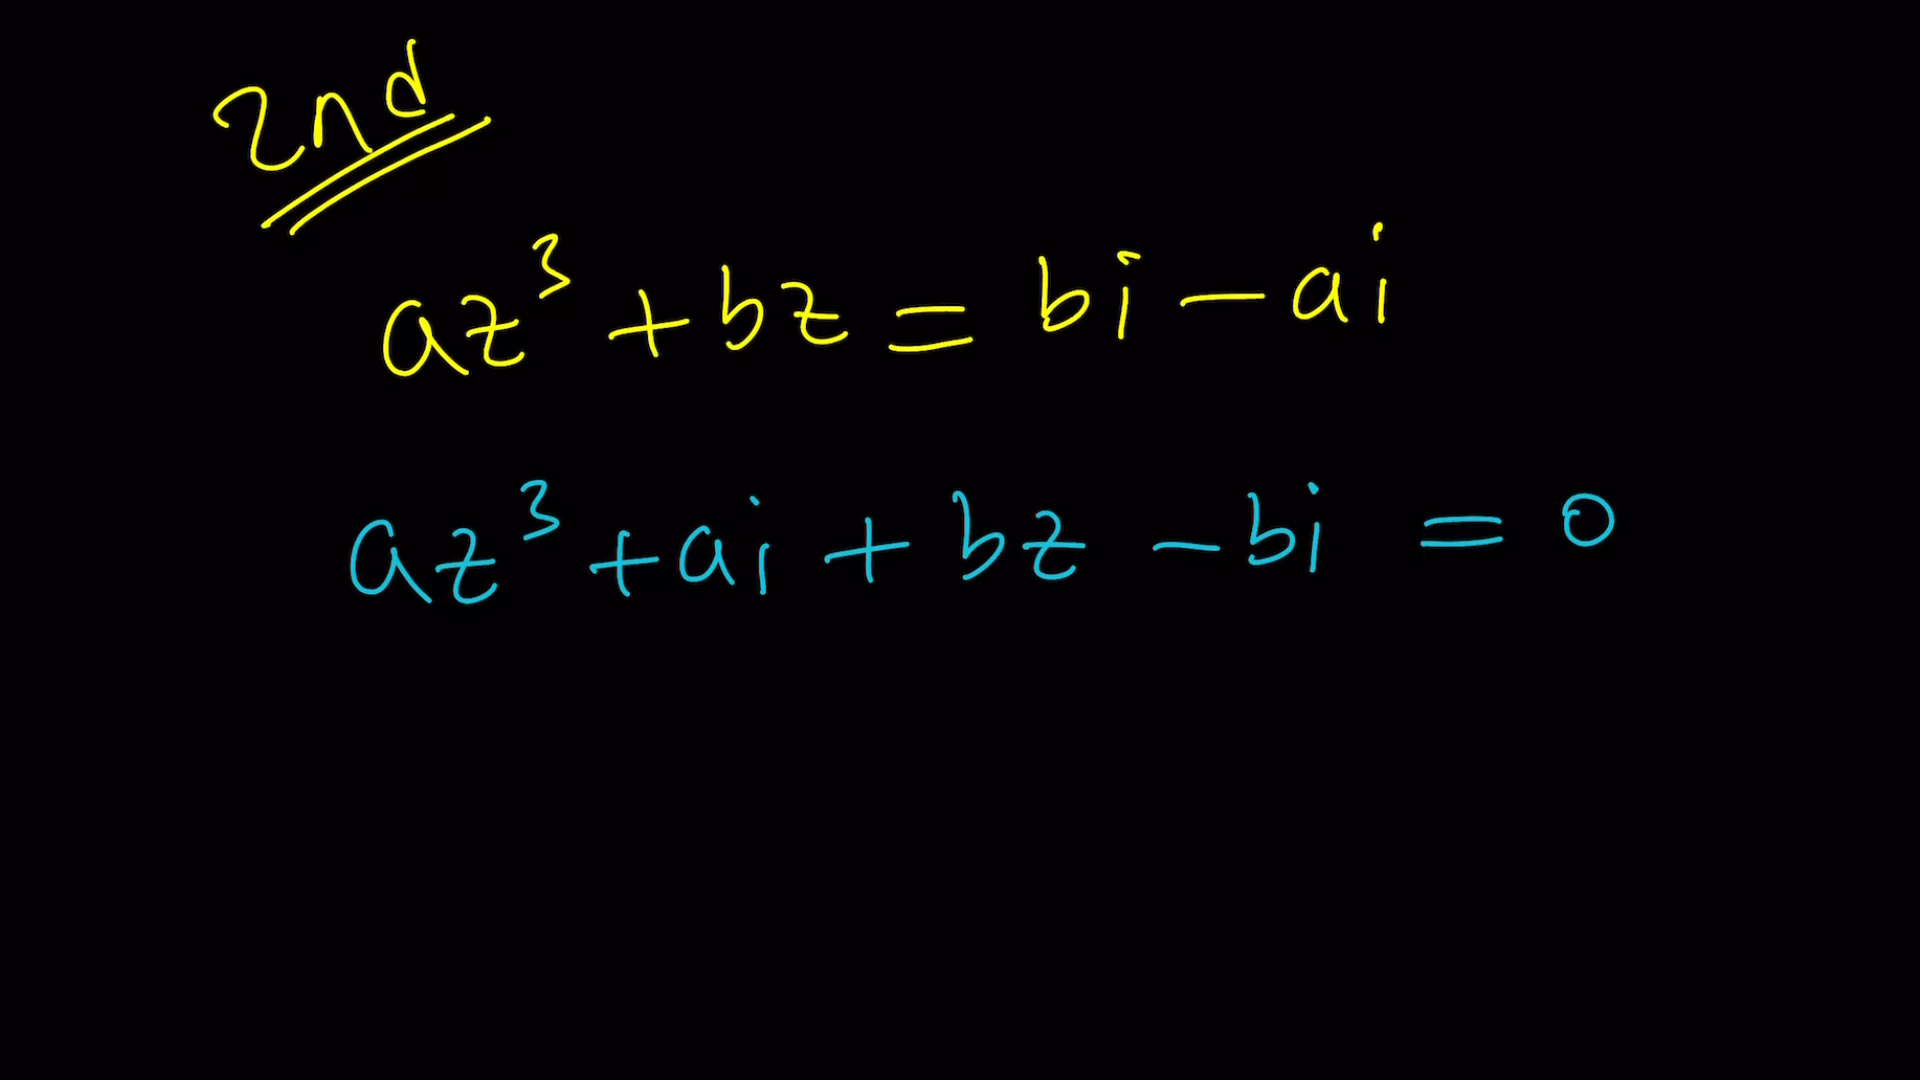 2nd
az³ + bz = bi − ai
az³ + ai + bz − bi = 0